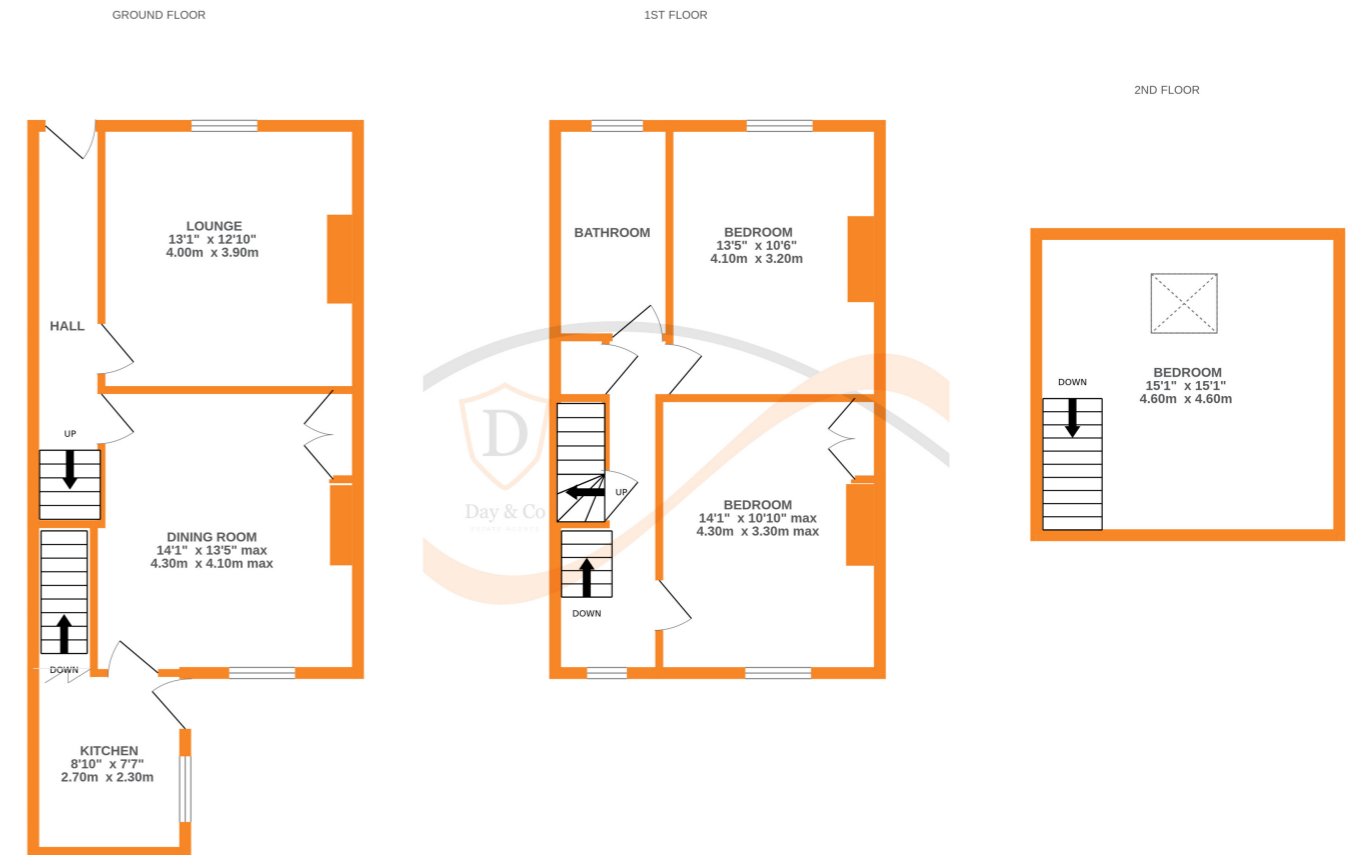 GROUND FLOOR
LOUNGE
13'1" x 12'10"
4.00m x 3.90m
HALL
UP
DINING ROOM
14'1" x 13'5" max
4.30m x 4.10m max
DOWN
KITCHEN
8'10" x 7'7"
2.70m x 2.30m
1ST FLOOR
BATHROOM
BEDROOM
13'5" x 10'6"
4.10m x 3.20m
D
Day & Co
UP
BEDROOM
14'1" x 10'10" max
4.30m x 3.30m max
DOWN
2ND FLOOR
BEDROOM
15'1" x 15'1"
4.60m x 4.60m
DOWN